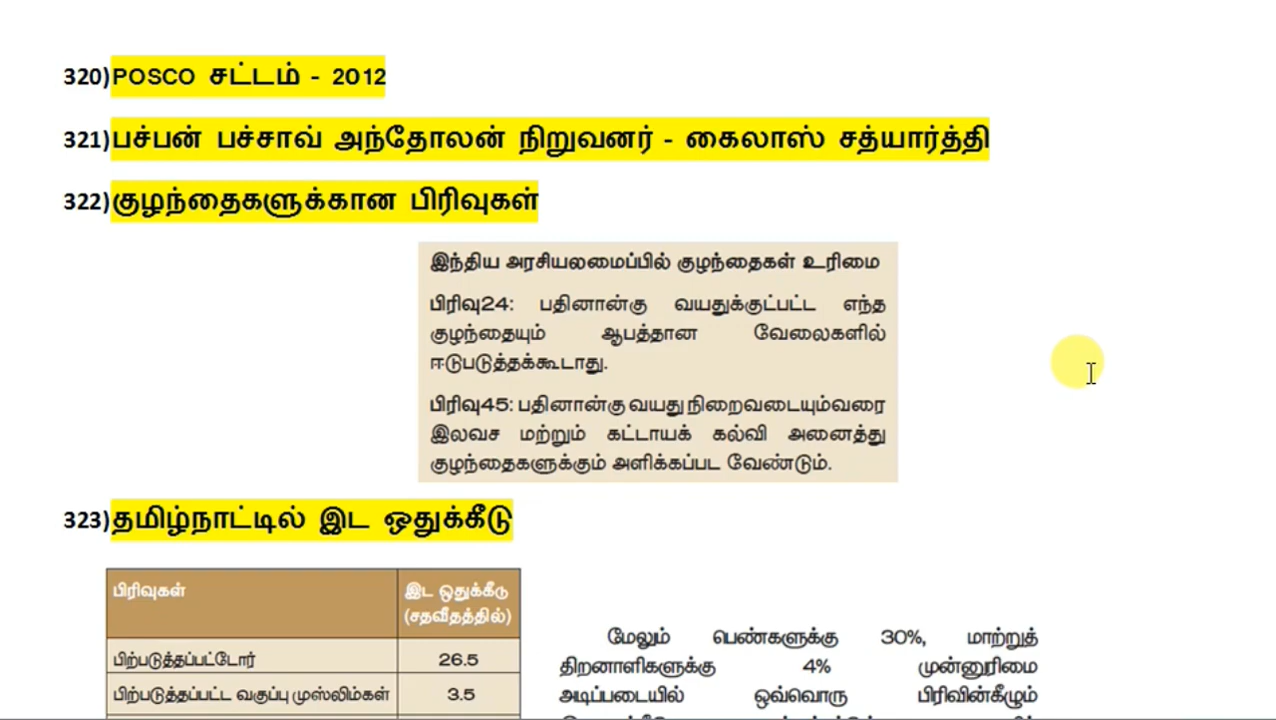 320)POSCO சட்டம் - 2012
321)பச்பன் பச்சாவ் அந்தோலன் நிறுவனர் - கைலாஸ் சத்யார்த்தி
322)குழந்தைகளுக்கான பிரிவுகள்
இந்திய அரசியலமைப்பில் குழந்தைகள் உரிமை
பிரிவு24: பதினான்கு வயதுக்குட்பட்ட எந்த
குழந்தையும் ஆபத்தான வேலைகளில்
ஈடுபடுத்தக்கூடாது.
பிரிவு45: பதினான்கு வயது நிறைவடையும்வரை
இலவச மற்றும் கட்டாயக் கல்வி அனைத்து
குழந்தைகளுக்கும் அளிக்கப்பட வேண்டும்.
323)தமிழ்நாட்டில் இட ஒதுக்கீடு
பிரிவுகள் இட ஒதுக்கீடு
(சதவீதத்தில்)
பிற்படுத்தப்பட்டோர் 26.5
பிற்படுத்தப்பட்ட வகுப்பு முஸ்லிம்கள் 3.5
மேலும் பெண்களுக்கு 30%, மாற்றுத்
திறனாளிகளுக்கு 4% முன்னுரிமை
அடிப்படையில் ஒவ்வொரு பிரிவின்கீழும்